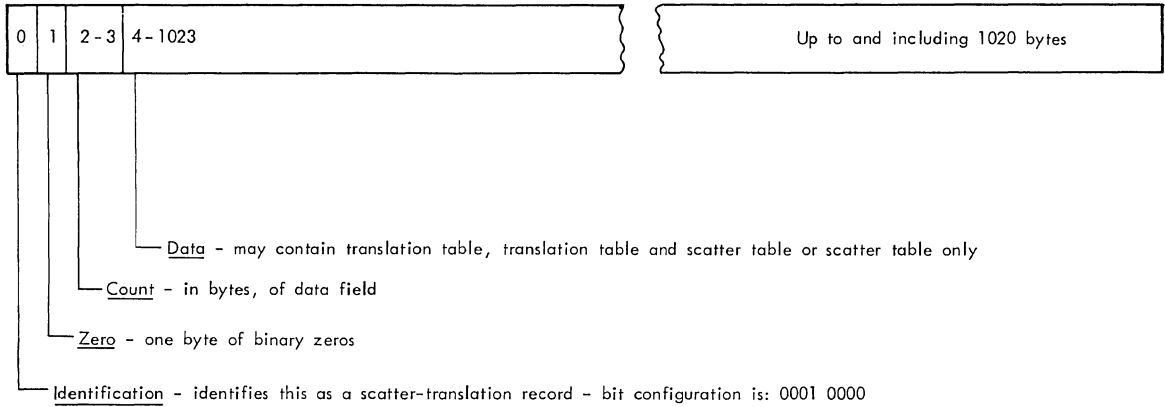 0 1 2-3 4-1023 Up to and including 1020 bytes
Data - may contain translation table, translation table and scatter table or scatter table only
Count - in bytes, of data field
Zero - one byte of binary zeros
Identification - identifies this as a scatter-translation record - bit configuration is: 0001 0000